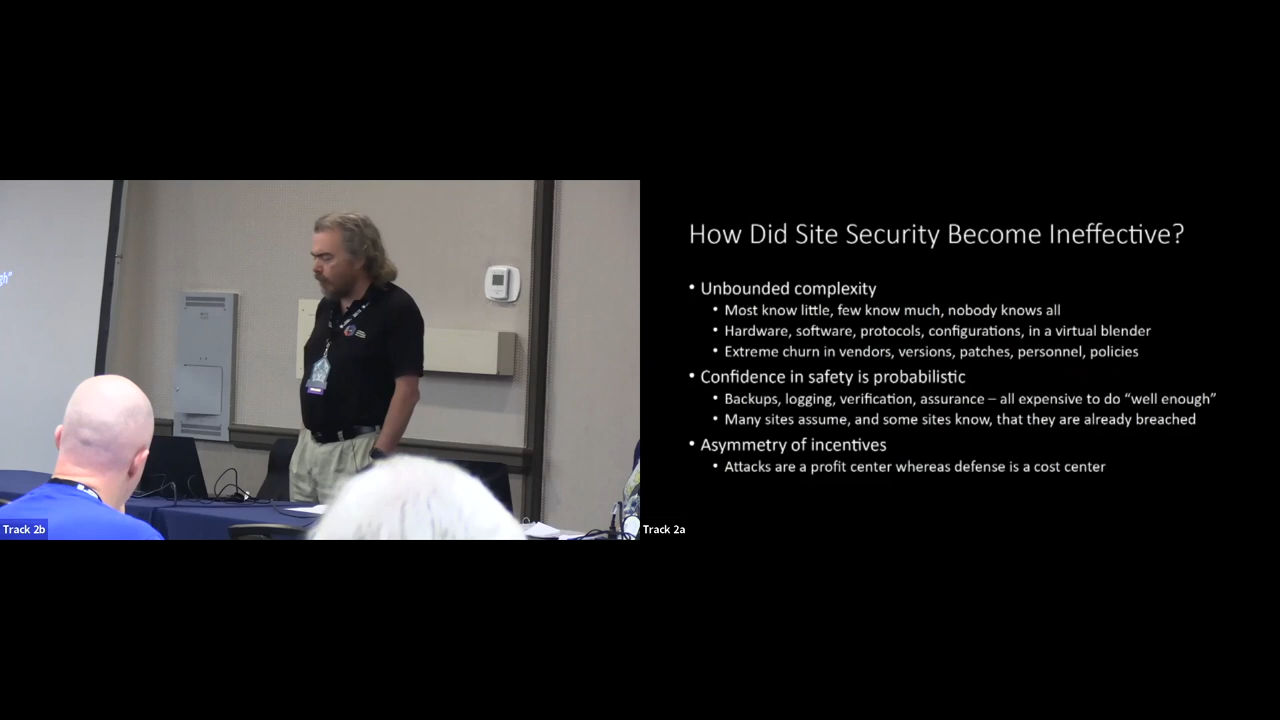 gh"
Track 2b
How Did Site Security Become Ineffective?
• Unbounded complexity
• Most know little, few know much, nobody knows all
• Hardware, software, protocols, configurations, in a virtual blender
• Extreme churn in vendors, versions, patches, personnel, policies
• Confidence in safety is probabilistic
• Backups, logging, verification, assurance – all expensive to do “well enough”
• Many sites assume, and some sites know, that they are already breached
• Asymmetry of incentives
• Attacks are a profit center whereas defense is a cost center
Track 2a